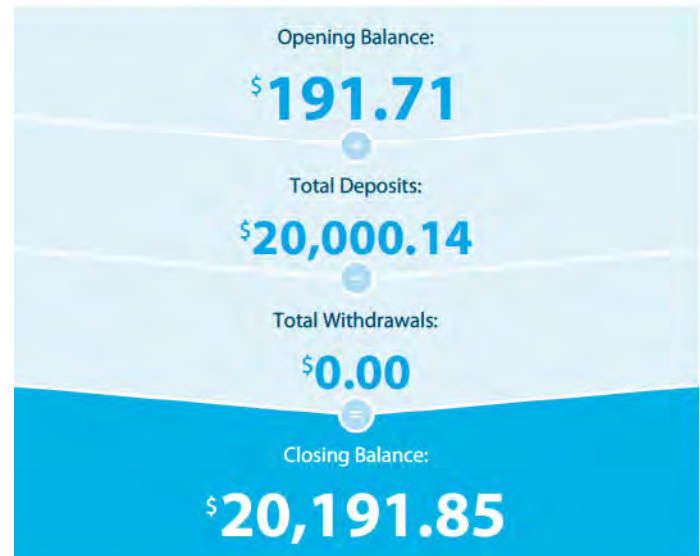 Opening Balance:
$191.71
+
Total Deposits:
$20,000.14
−
Total Withdrawals:
$0.00
=
Closing Balance:
$20,191.85